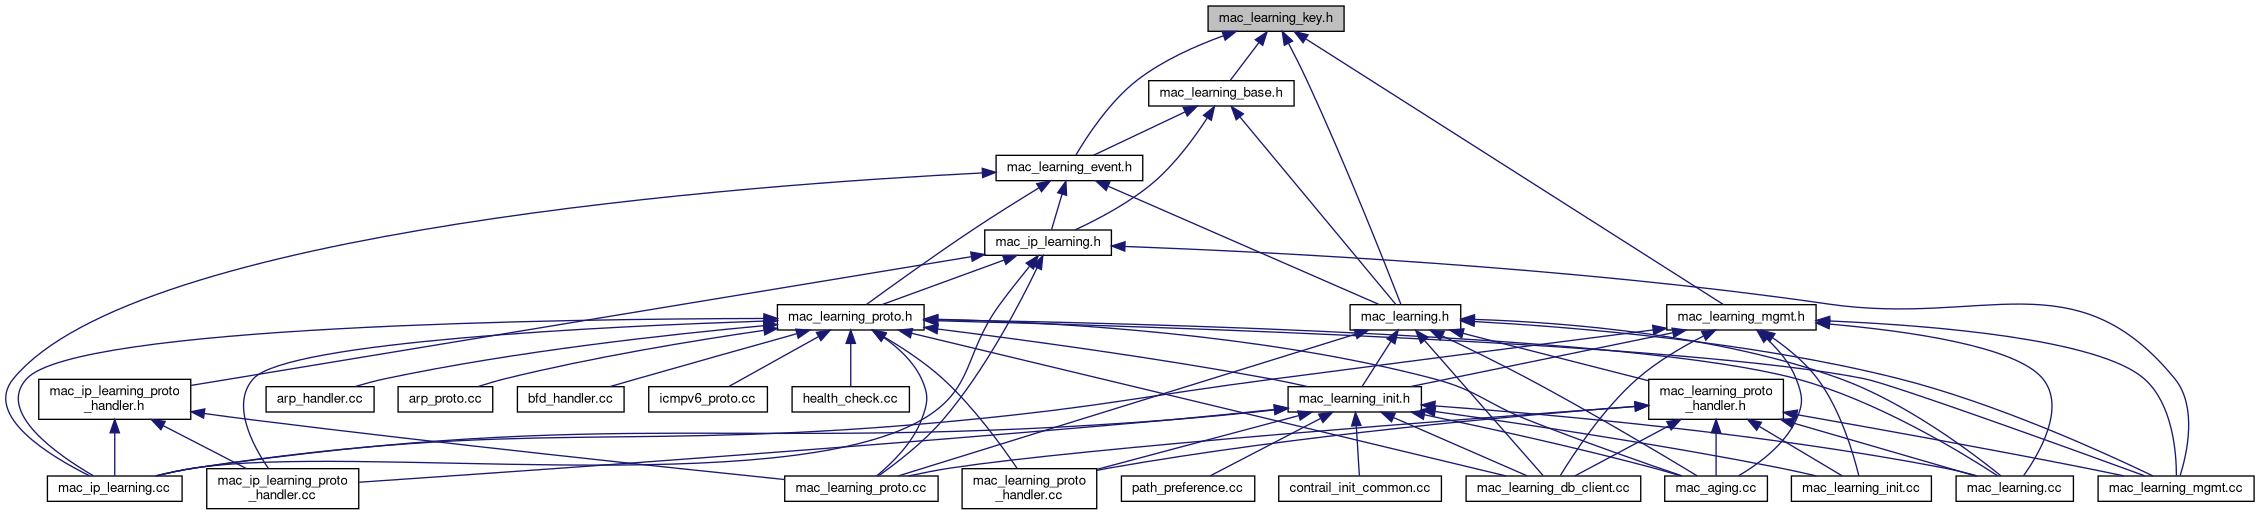 mac_learning_key.h
mac_learning_base.h
mac_learning_event.h
mac_ip_learning.h
mac_learning_proto.h
mac_learning.h
mac_learning_mgmt.h
mac_ip_learning_proto
_handler.h
arp_handler.cc
arp_proto.cc
bfd_handler.cc
icmpv6_proto.cc
health_check.cc
mac_learning_init.h
mac_learning_proto
_handler.h
mac_ip_learning.cc
mac_ip_learning_proto
_handler.cc
mac_learning_proto.cc
mac_learning_proto
_handler.cc
path_preference.cc
contrail_init_common.cc
mac_learning_db_client.cc
mac_aging.cc
mac_learning_init.cc
mac_learning.cc
mac_learning_mgmt.cc